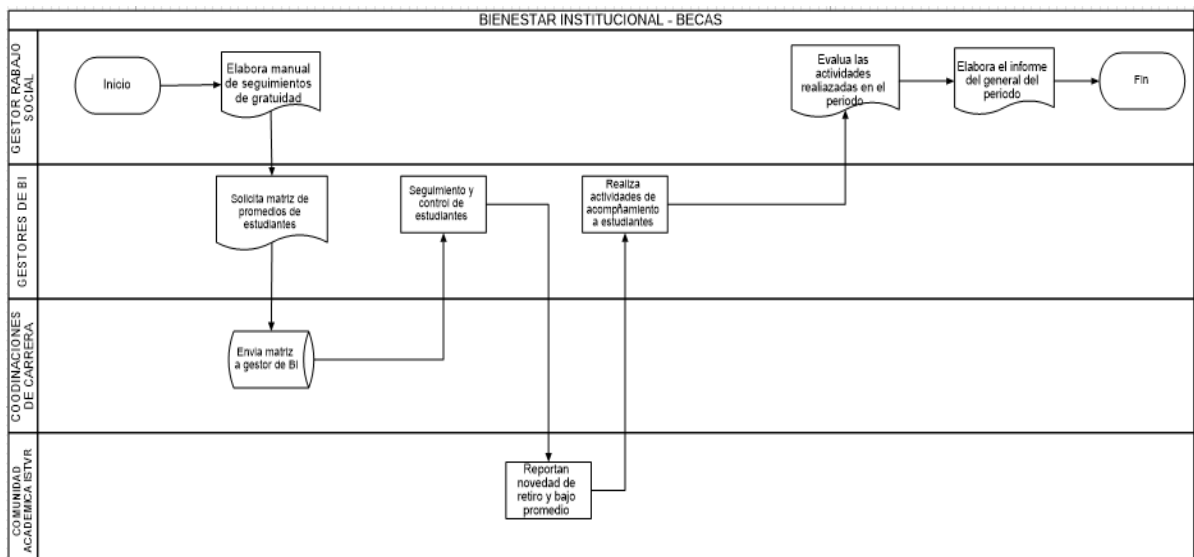 BIENESTAR INSTITUCIONAL - BECAS
GESTOR RABAJO
SOCIAL
Inicio
Elabora manual
de seguimientos
de gratuidad
Evalua las
actividades
realiazadas en el
periodo
Elabora el informe
del general del
periodo
Fin
GESTORES DE BI
Solicita matriz de
promedios de
estudiantes
Seguimiento y
control de
estudiantes
Realiza
actividades de
acompñamiento
a estudiantes
COODINACIONES
DE CARRERA
Envia matriz
a gestor de BI
COMUNIDAD
ACADEMICA ISTVR
Reportan
novedad de
retiro y bajo
promedio